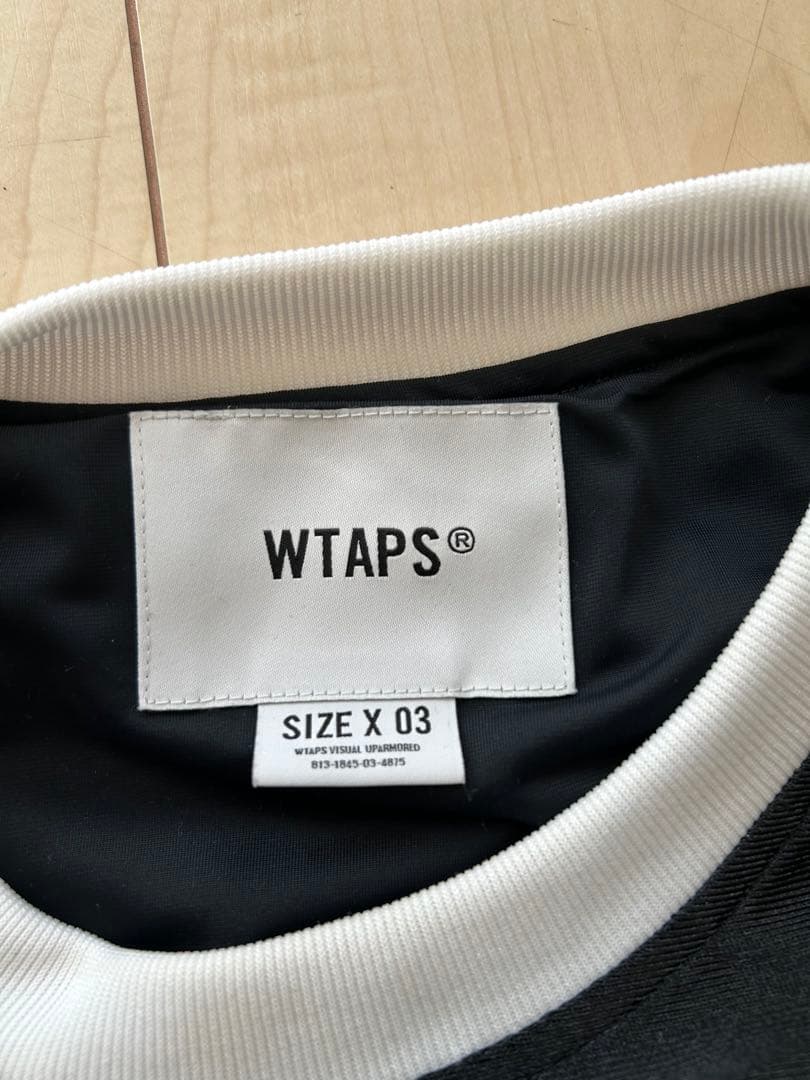 WTAPS®
SIZE X 03
WTAPS VISUAL UPARMORED
813-1845-03-4875